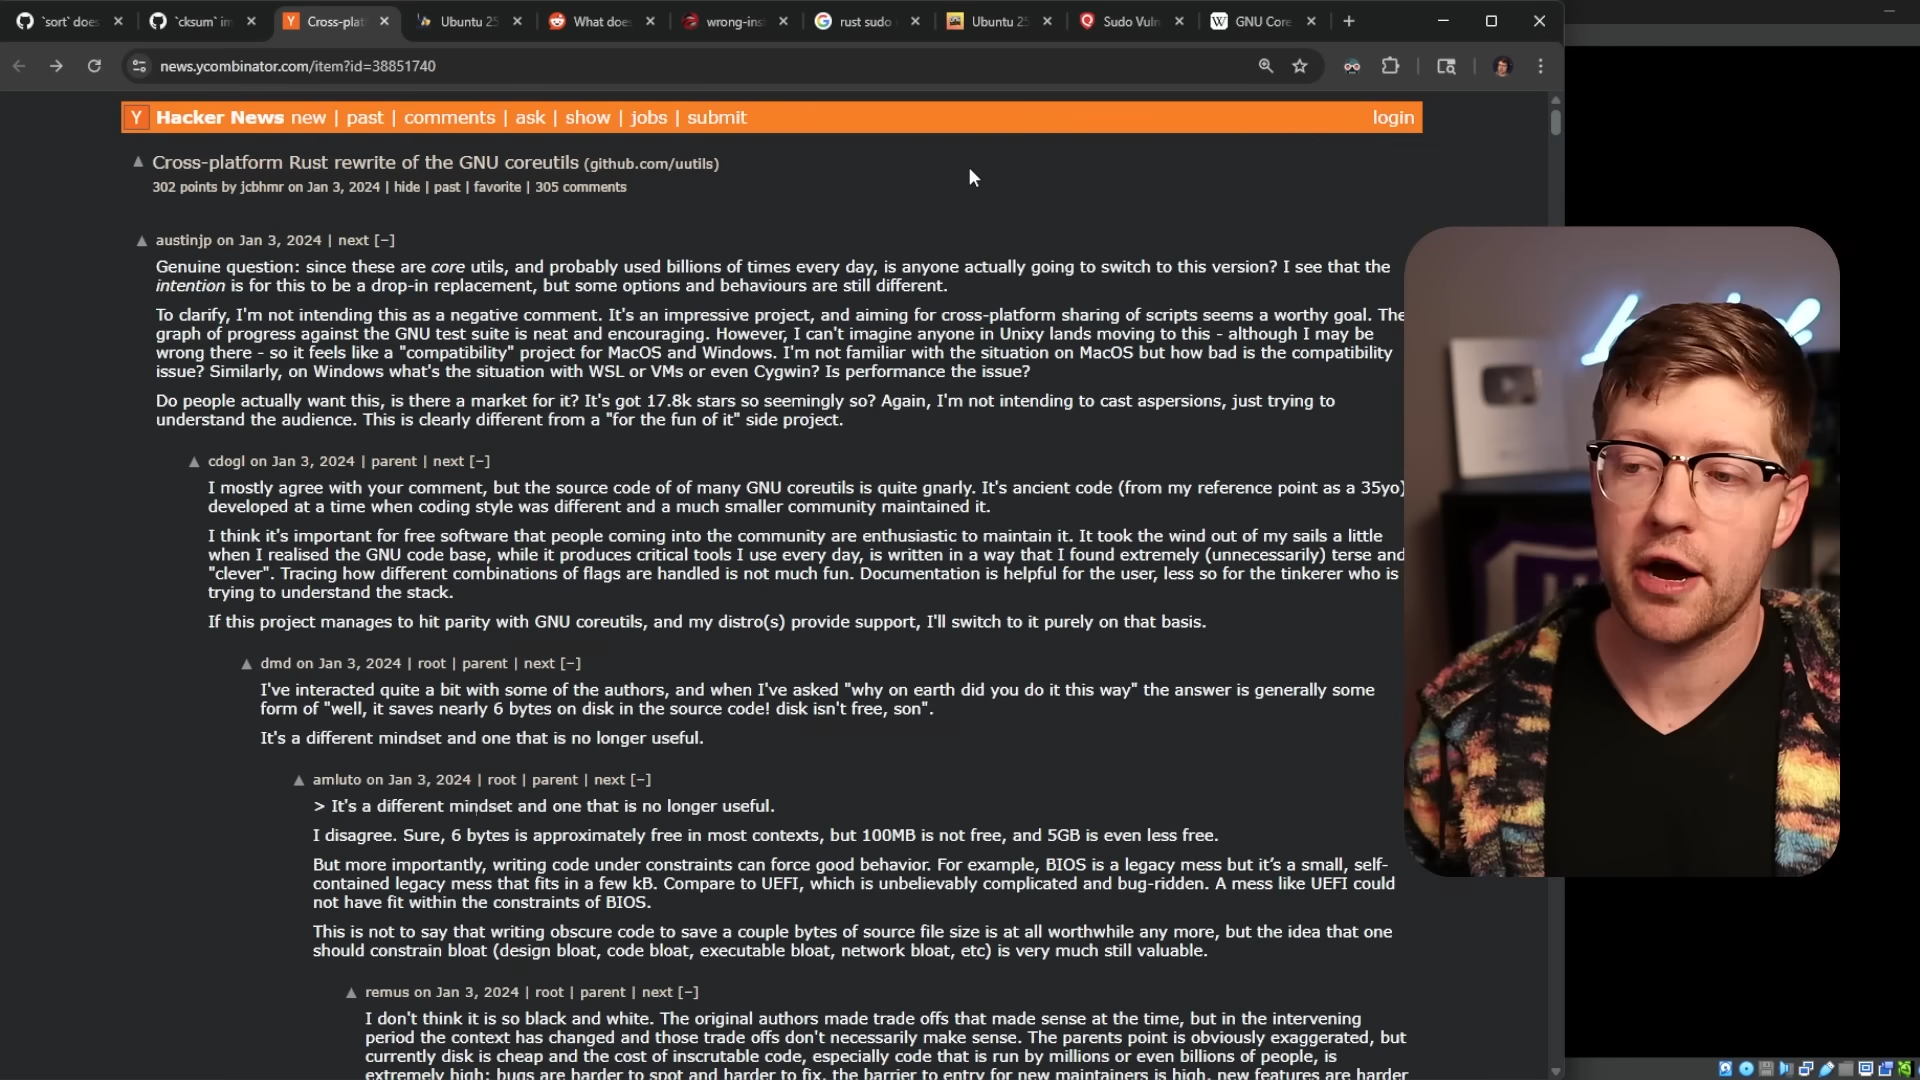 `sort` does
`cksum` im
Cross-plat
Ubuntu 25
What does
wrong-ins
rust sudo
Ubuntu 25
Sudo Vuln
GNU Core
news.ycombinator.com/item?id=38851740
Y Hacker News new | past | comments | ask | show | jobs | submit login
Cross-platform Rust rewrite of the GNU coreutils (github.com/uutils)
302 points by jcbhmr on Jan 3, 2024 | hide | past | favorite | 305 comments
austinjp on Jan 3, 2024 | next [–]
Genuine question: since these are core utils, and probably used billions of times every day, is anyone actually going to switch to this version? I see that the
intention is for this to be a drop-in replacement, but some options and behaviours are still different.
To clarify, I'm not intending this as a negative comment. It's an impressive project, and aiming for cross-platform sharing of scripts seems a worthy goal. The
graph of progress against the GNU test suite is neat and encouraging. However, I can't imagine anyone in Unixy lands moving to this - although I may be
wrong there - so it feels like a "compatibility" project for MacOS and Windows. I'm not familiar with the situation on MacOS but how bad is the compatibility
issue? Similarly, on Windows what's the situation with WSL or VMs or even Cygwin? Is performance the issue?
Do people actually want this, is there a market for it? It's got 17.8k stars so seemingly so? Again, I'm not intending to cast aspersions, just trying to
understand the audience. This is clearly different from a "for the fun of it" side project.
cdogl on Jan 3, 2024 | parent | next [–]
I mostly agree with your comment, but the source code of of many GNU coreutils is quite gnarly. It's ancient code (from my reference point as a 35yo)
developed at a time when coding style was different and a much smaller community maintained it.
I think it's important for free software that people coming into the community are enthusiastic to maintain it. It took the wind out of my sails a little
when I realised the GNU code base, while it produces critical tools I use every day, is written in a way that I found extremely (unnecessarily) terse and
"clever". Tracing how different combinations of flags are handled is not much fun. Documentation is helpful for the user, less so for the tinkerer who is
trying to understand the stack.
If this project manages to hit parity with GNU coreutils, and my distro(s) provide support, I'll switch to it purely on that basis.
dmd on Jan 3, 2024 | root | parent | next [–]
I've interacted quite a bit with some of the authors, and when I've asked "why on earth did you do it this way" the answer is generally some
form of "well, it saves nearly 6 bytes on disk in the source code! disk isn't free, son".
It's a different mindset and one that is no longer useful.
amluto on Jan 3, 2024 | root | parent | next [–]
> It's a different mindset and one that is no longer useful.
I disagree. Sure, 6 bytes is approximately free in most contexts, but 100MB is not free, and 5GB is even less free.
But more importantly, writing code under constraints can force good behavior. For example, BIOS is a legacy mess but it's a small, self-
contained legacy mess that fits in a few kB. Compare to UEFI, which is unbelievably complicated and bug-ridden. A mess like UEFI could
not have fit within the constraints of BIOS.
This is not to say that writing obscure code to save a couple bytes of source file size is at all worthwhile any more, but the idea that one
should constrain bloat (design bloat, code bloat, executable bloat, network bloat, etc) is very much still valuable.
remus on Jan 3, 2024 | root | parent | next [–]
I don't think it is so black and white. The original authors made trade offs that made sense at the time, but in the intervening
period the context has changed and those trade offs don't necessarily make sense. The parents point is obviously exaggerated, but
currently disk is cheap and the cost of inscrutable code, especially code that is run by millions or even billions of people, is
extremely high: bugs are harder to spot and harder to fix, the barrier to entry for new maintainers is high, new features are harder